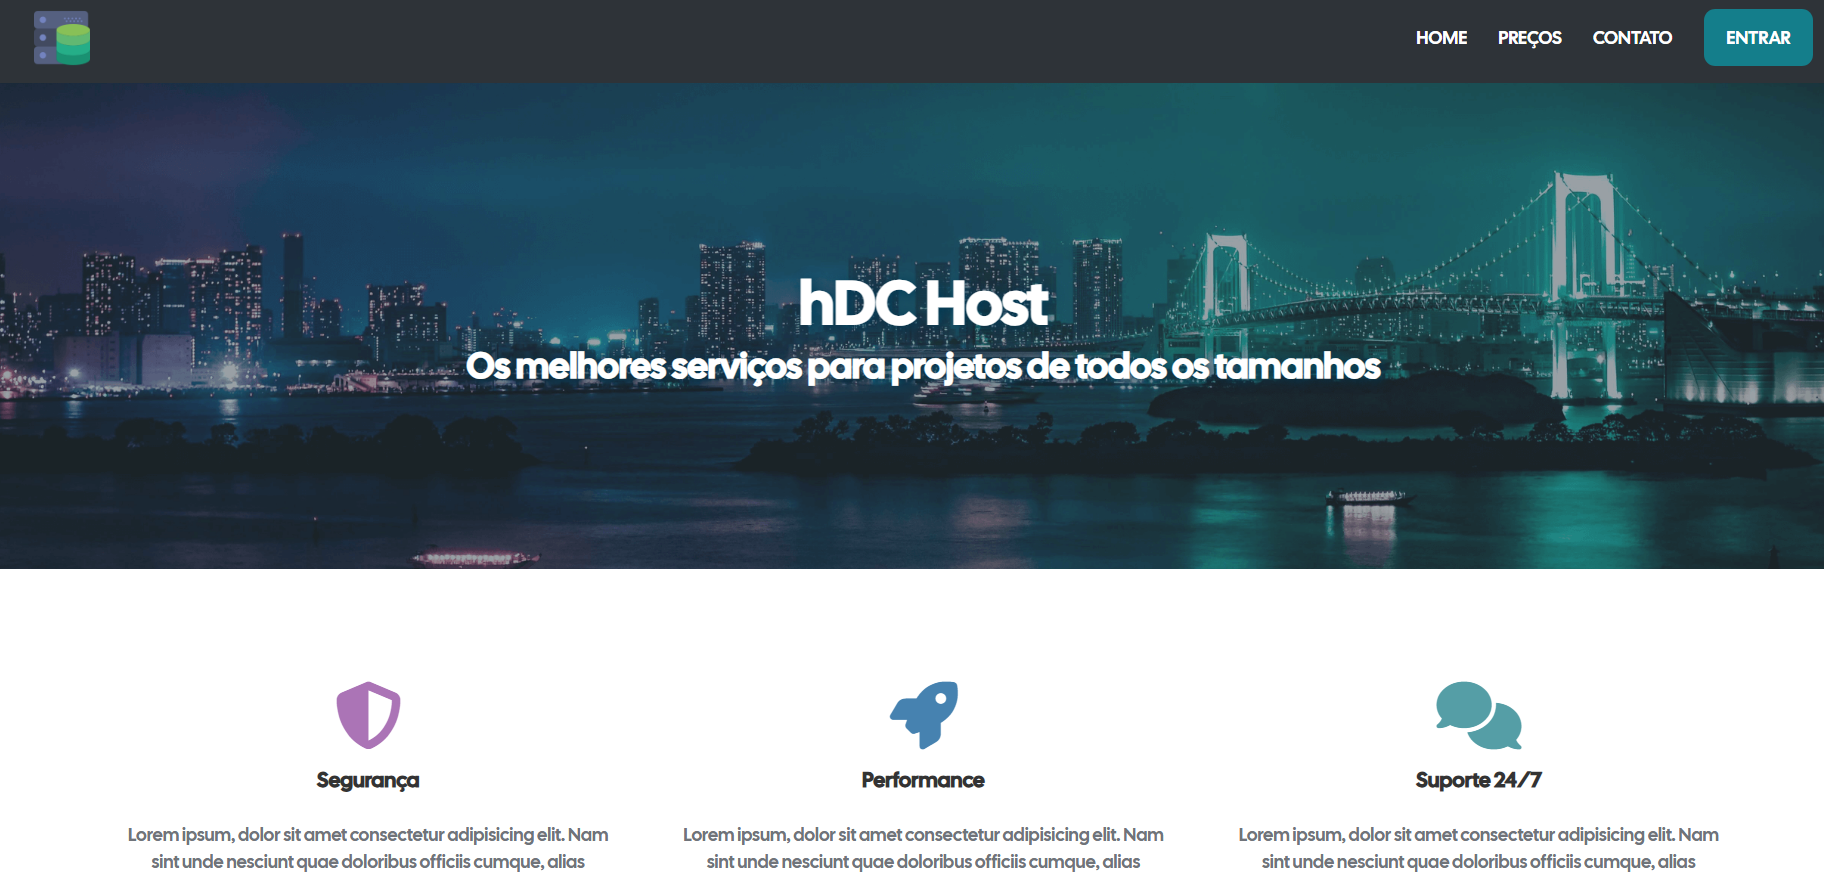 HOME PREÇOS CONTATO ENTRAR
hDC Host
Os melhores serviços para projetos de todos os tamanhos
Segurança
Lorem ipsum, dolor sit amet consectetur adipisicing elit. Nam
sint unde nesciunt quae doloribus officiis cumque, alias
Performance
Lorem ipsum, dolor sit amet consectetur adipisicing elit. Nam
sint unde nesciunt quae doloribus officiis cumque, alias
Suporte 24/7
Lorem ipsum, dolor sit amet consectetur adipisicing elit. Nam
sint unde nesciunt quae doloribus officiis cumque, alias